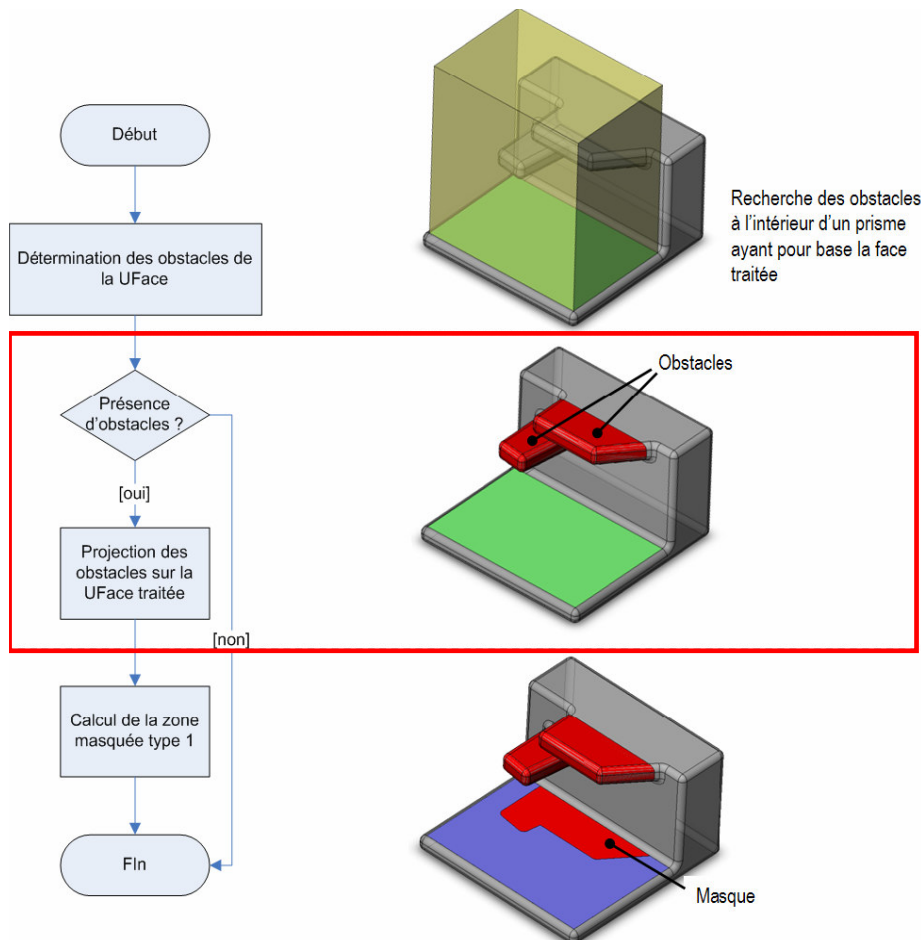 Début
Détermination des obstacles de
la UFace
Recherche des obstacles
à l'intérieur d'un prisme
ayant pour base la face
traitée
Présence
d'obstacles ?
Obstacles
[oui]
Projection des
obstacles sur la
UFace traitée
[non]
Calcul de la zone
masquée type 1
FIn
Masque